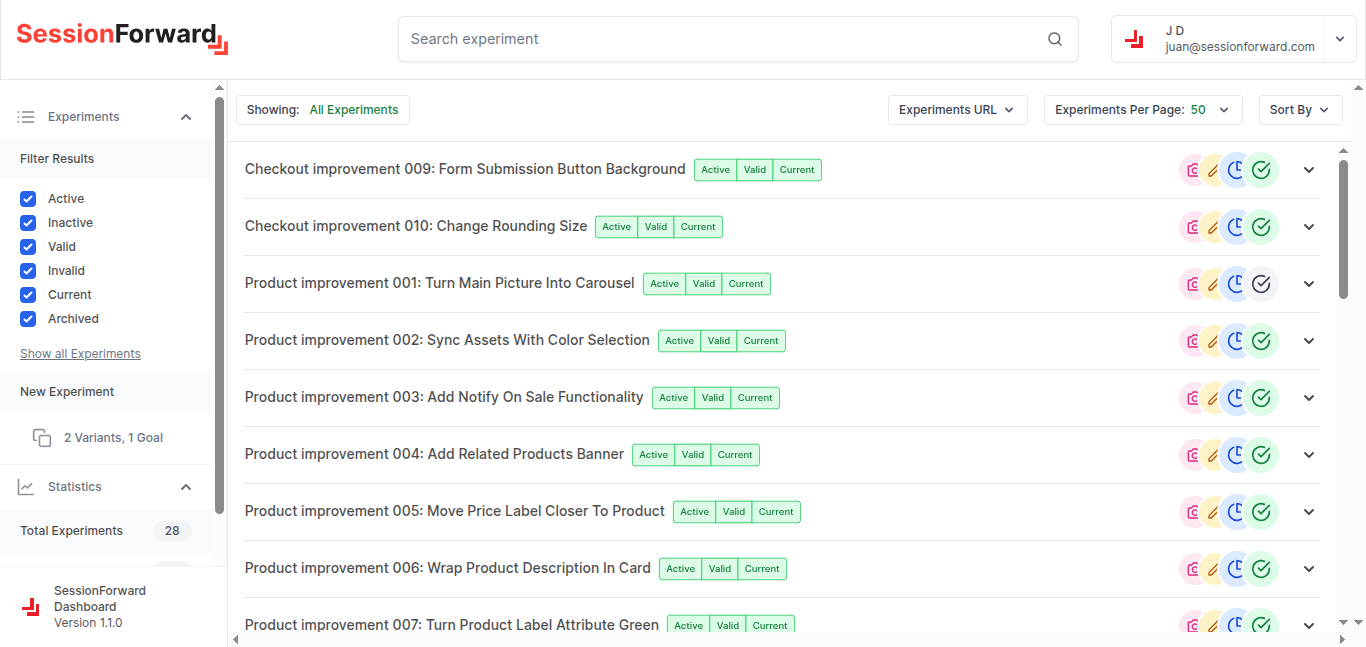 SessionForward
Search experiment
J D
juan@sessionforward.com
Experiments
Filter Results
Active
Inactive
Valid
Invalid
Current
Archived
Show all Experiments
New Experiment
2 Variants, 1 Goal
Statistics
Total Experiments 28
SessionForward
Dashboard
Version 1.1.0
Showing: All Experiments
Experiments URL
Experiments Per Page: 50
Sort By
Checkout improvement 009: Form Submission Button Background Active Valid Current
Checkout improvement 010: Change Rounding Size Active Valid Current
Product improvement 001: Turn Main Picture Into Carousel Active Valid Current
Product improvement 002: Sync Assets With Color Selection Active Valid Current
Product improvement 003: Add Notify On Sale Functionality Active Valid Current
Product improvement 004: Add Related Products Banner Active Valid Current
Product improvement 005: Move Price Label Closer To Product Active Valid Current
Product improvement 006: Wrap Product Description In Card Active Valid Current
Product improvement 007: Turn Product Label Attribute Green Active Valid Current